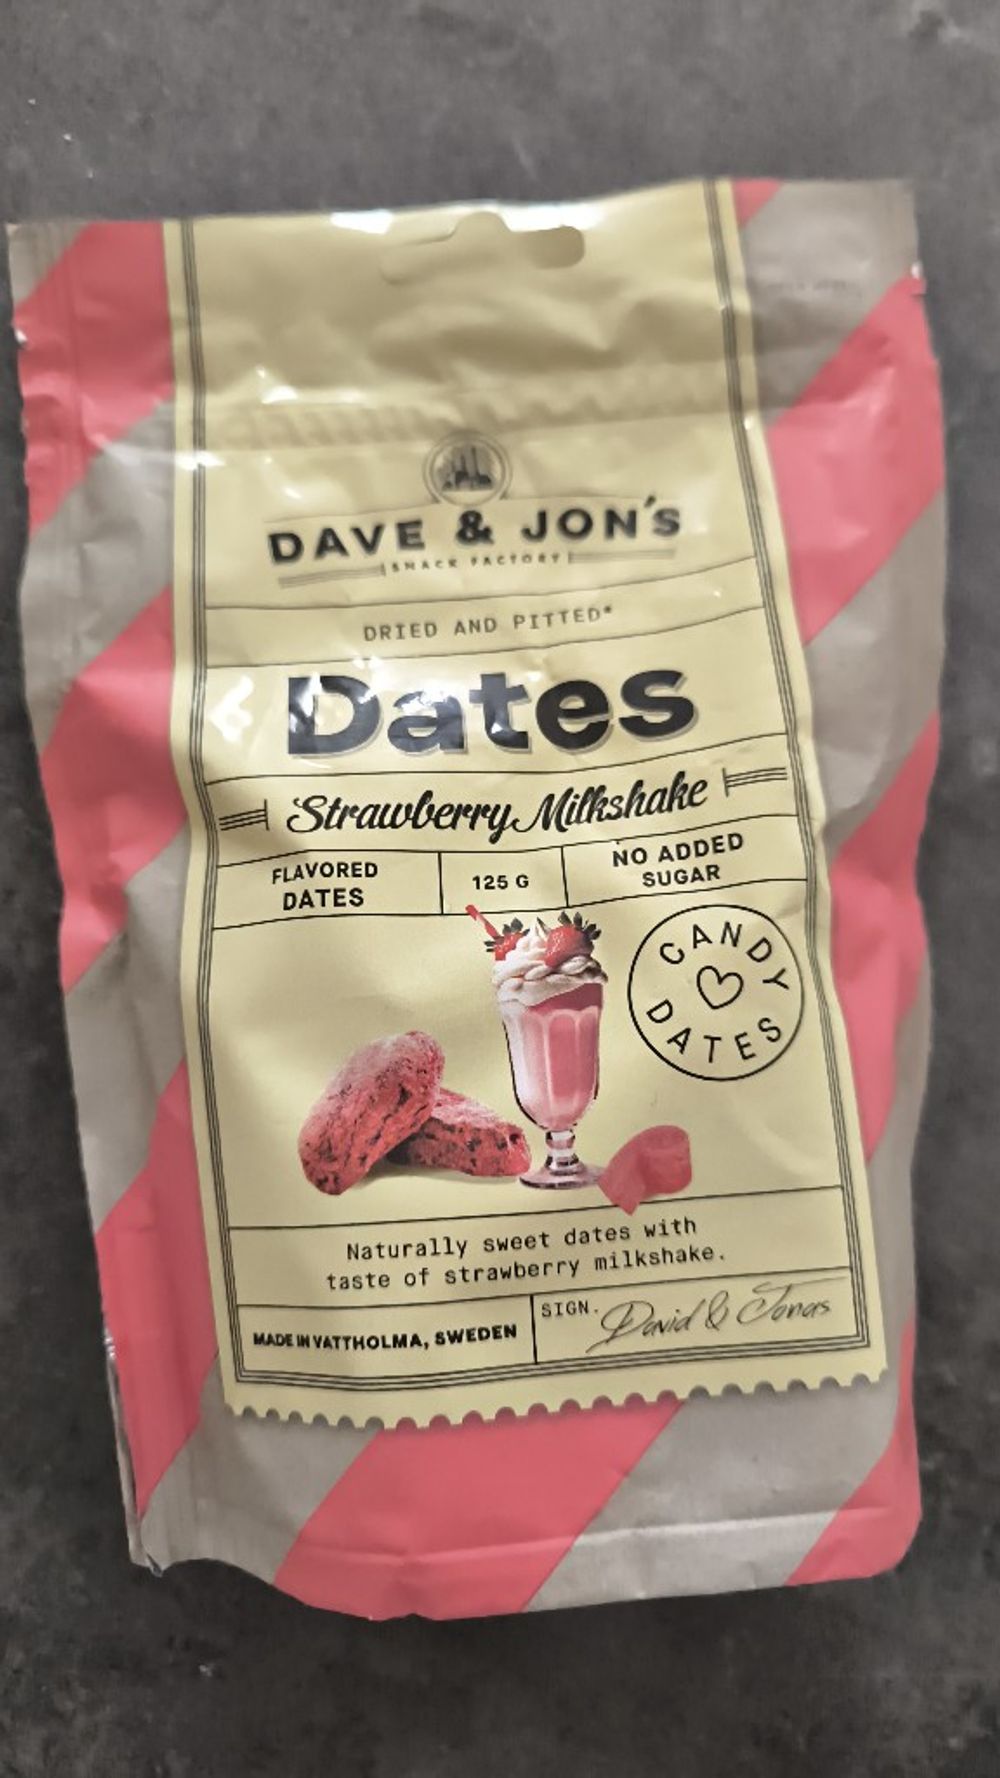 DAVE & JON'S
SNACK FACTORY
DRIED AND PITTED*
Dates
Strawberry Milkshake
FLAVORED
DATES
125 G
NO ADDED
SUGAR
CANDY
DATES
Naturally sweet dates with
taste of strawberry milkshake.
MADE IN VATTHOLMA, SWEDEN
SIGN. David & Jonas